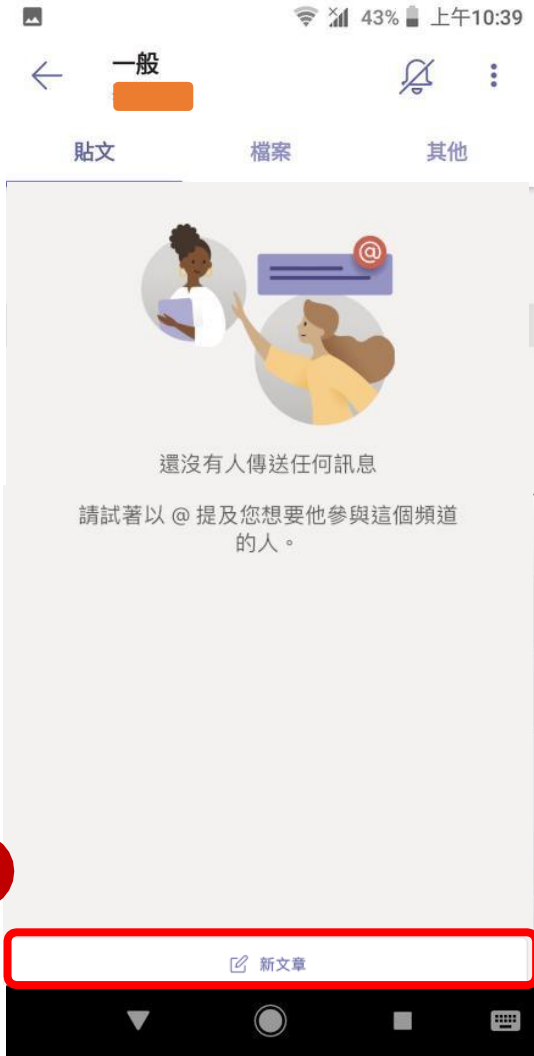 43% 上午10:39
一般
貼文 檔案 其他
@
還沒有人傳送任何訊息
請試著以 @ 提及您想要他參與這個頻道
的人。
新文章